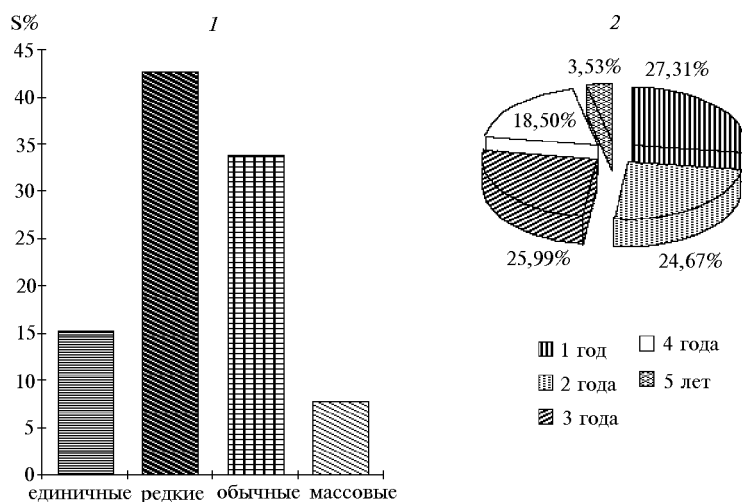 S%
1
45
40
35
30
25
20
15
10
5
0
единичные редкие обычные массовые
2
3,53%
27,31%
18,50%
25,99%
24,67%
1 год
4 года
2 года
5 лет
3 года